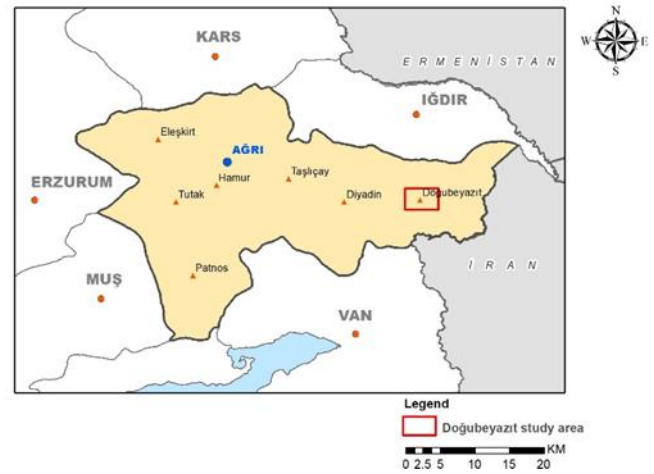 N
W E
S
KARS
ERMENİSTAN
IĞDIR
Eleşkirt
AĞRI
Hamur
Taşlıçay
ERZURUM
Tutak
Diyadin
Doğubeyazıt
İRAN
Patnos
MUŞ
VAN
Legend
Doğubeyazıt study area
KM
0 2.5 5 10 15 20